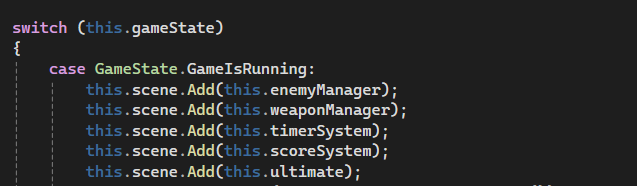 switch (this.gameState)
{
case GameState.GameIsRunning:
this.scene.Add(this.enemyManager);
this.scene.Add(this.weaponManager);
this.scene.Add(this.timerSystem);
this.scene.Add(this.scoreSystem);
this.scene.Add(this.ultimate);